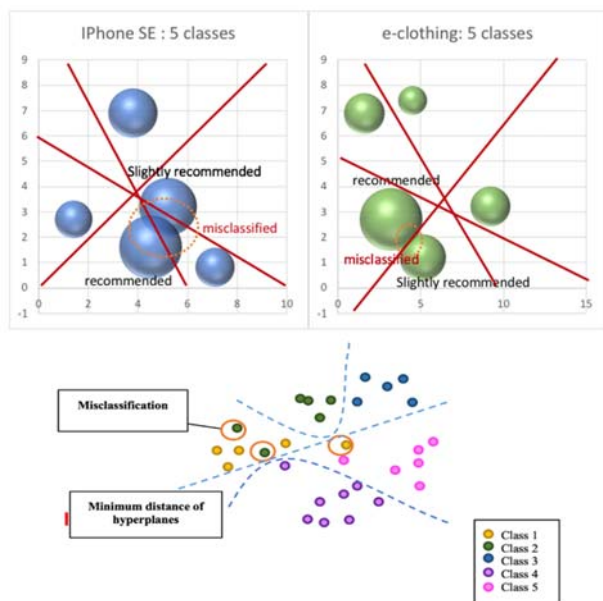 IPhone SE : 5 classes
9
8
7
6
5
4
3
2
1
0
-1
Slightly recommended
misclassified
recommended
0 2 4 6 8 10
e-clothing: 5 classes
9
8
7
6
5
4
3
2
1
0
-1
recommended
misclassified
Slightly recommended
0 5 10 15
Misclassification
Minimum distance of
hyperplanes
Class 1
Class 2
Class 3
Class 4
Class 5